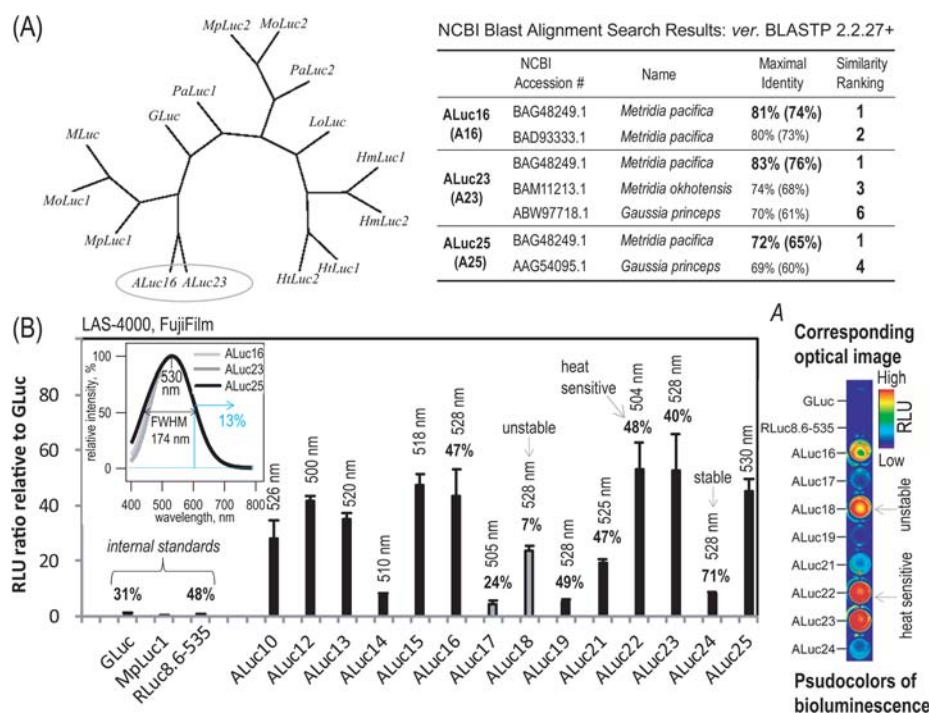 (A)
MoLuc2
MpLuc2
PaLuc2
PaLuc1
GLuc
LoLuc
MLuc
HmLuc1
MoLuc1
HmLuc2
MpLuc1
HtLuc1
HtLuc2
ALuc16 ALuc23
NCBI Blast Alignment Search Results: ver. BLASTP 2.2.27+
NCBI Accession # Name Maximal Identity Similarity Ranking
ALuc16 (A16) BAG48249.1 Metridia pacifica 81% (74%) 1
BAD93333.1 Metridia pacifica 80% (73%) 2
ALuc23 (A23) BAG48249.1 Metridia pacifica 83% (76%) 1
BAM11213.1 Metridia okhotensis 74% (68%) 3
ABW97718.1 Gaussia princeps 70% (61%) 6
ALuc25 (A25) BAG48249.1 Metridia pacifica 72% (65%) 1
AAG54095.1 Gaussia princeps 69% (60%) 4
(B)
LAS-4000, FujiFilm
RLU ratio relative to GLuc
80
60
40
20
0
relative intensity, %
100
50
0
400 500 600 700 800
wavelength, nm
530 nm
FWHM
174 nm
13%
ALuc16
ALuc23
ALuc25
internal standards
31%
48%
526 nm
500 nm
520 nm
510 nm
518 nm
528 nm
47%
505 nm
24%
unstable
528 nm
7%
528 nm
49%
525 nm
47%
heat sensitive
504 nm
48%
528 nm
40%
stable
528 nm
71%
530 nm
GLuc
MpLuc1
RLuc8.6-535
ALuc10
ALuc12
ALuc13
ALuc14
ALuc15
ALuc16
ALuc17
ALuc18
ALuc19
ALuc21
ALuc22
ALuc23
ALuc24
ALuc25
A
Corresponding
optical image
High
RLU
Low
GLuc
RLuc8.6-535
ALuc16
ALuc17
ALuc18
ALuc19
ALuc21
ALuc22
ALuc23
ALuc24
unstable
heat sensitive
Psudocolors of
bioluminescence